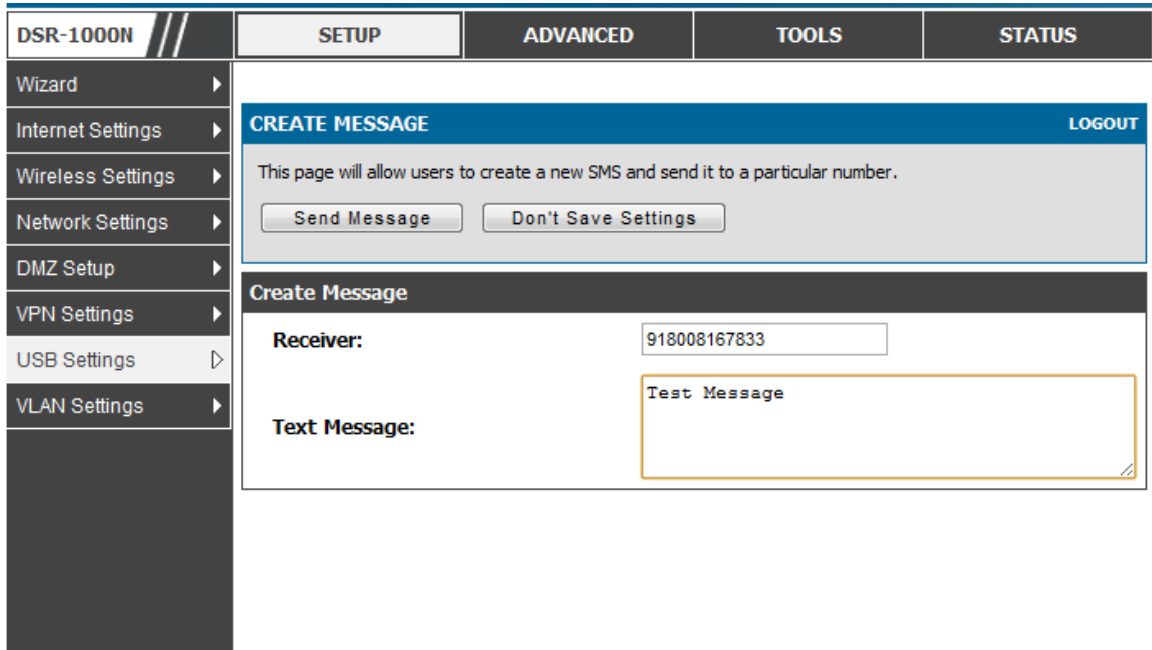 DSR-1000N
SETUP
ADVANCED
TOOLS
STATUS
Wizard
Internet Settings
Wireless Settings
Network Settings
DMZ Setup
VPN Settings
USB Settings
VLAN Settings
CREATE MESSAGE
LOGOUT
This page will allow users to create a new SMS and send it to a particular number.
Send Message
Don't Save Settings
Create Message
Receiver:
918008167833
Text Message:
Test Message